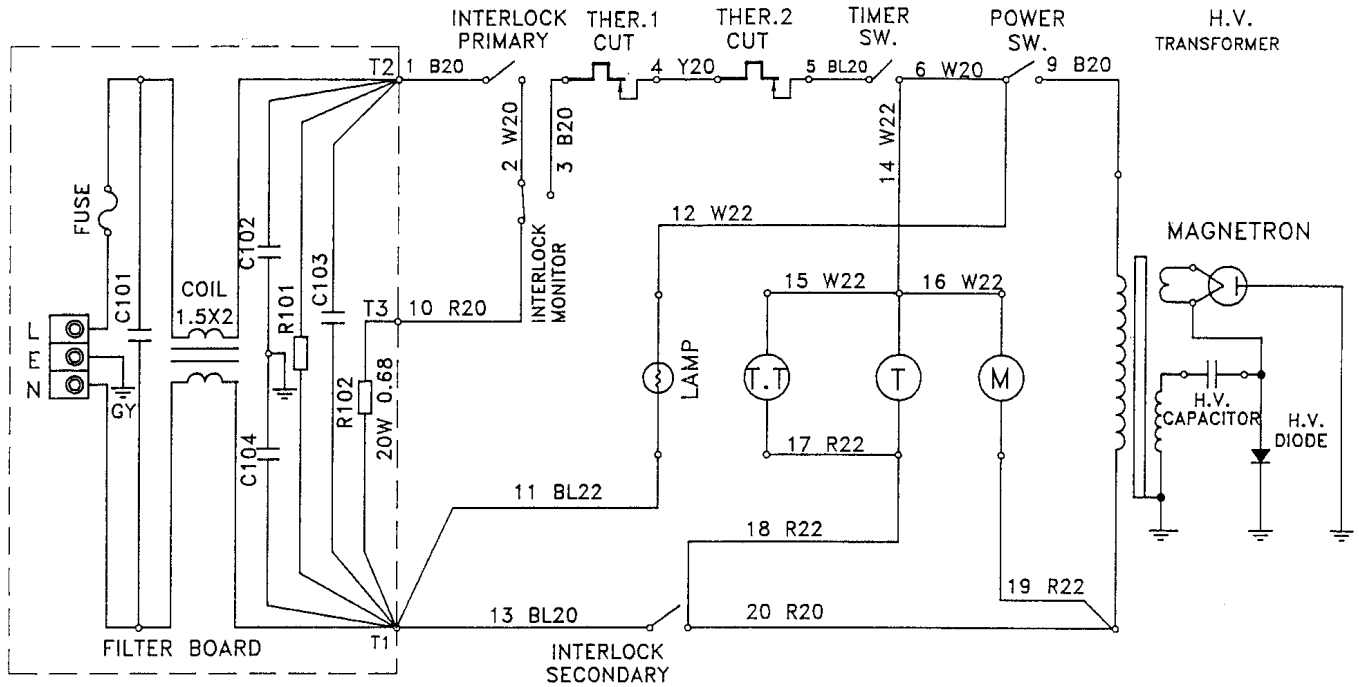 INTERLOCK
PRIMARY
THER.1
CUT
THER.2
CUT
TIMER
SW.
POWER
SW.
H.V.
TRANSFORMER
T2
1 B20
4 Y20
5 BL20
6 W20
9 B20
2 W20
3 B20
14 W22
FUSE
C101
COIL
1.5X2
C102
R101
C103
T3
10 R20
INTERLOCK
MONITOR
12 W22
15 W22
16 W22
MAGNETRON
L
E
N
GY
R102
20W 0.68
C104
LAMP
T.T
T
M
H.V.
CAPACITOR
H.V.
DIODE
17 R22
11 BL22
18 R22
19 R22
13 BL20
20 R20
T1
FILTER BOARD
INTERLOCK
SECONDARY